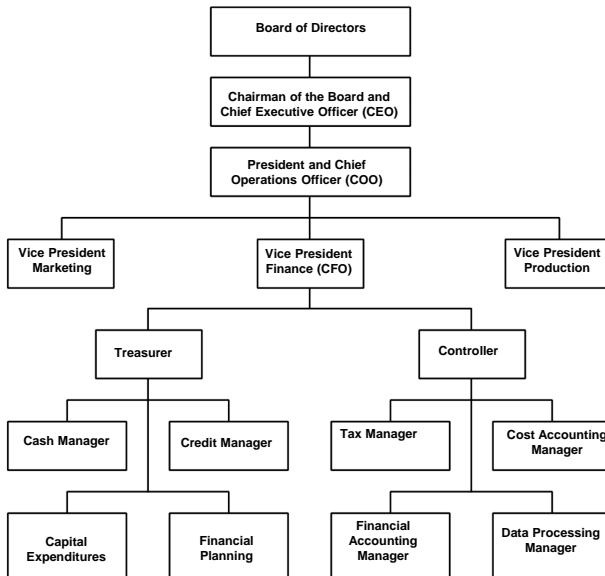 Board of Directors
Chairman of the Board and
Chief Executive Officer (CEO)
President and Chief
Operations Officer (COO)
Vice President
Marketing
Vice President
Finance (CFO)
Vice President
Production
Treasurer
Controller
Cash Manager
Credit Manager
Tax Manager
Cost Accounting
Manager
Capital
Expenditures
Financial
Planning
Financial
Accounting
Manager
Data Processing
Manager